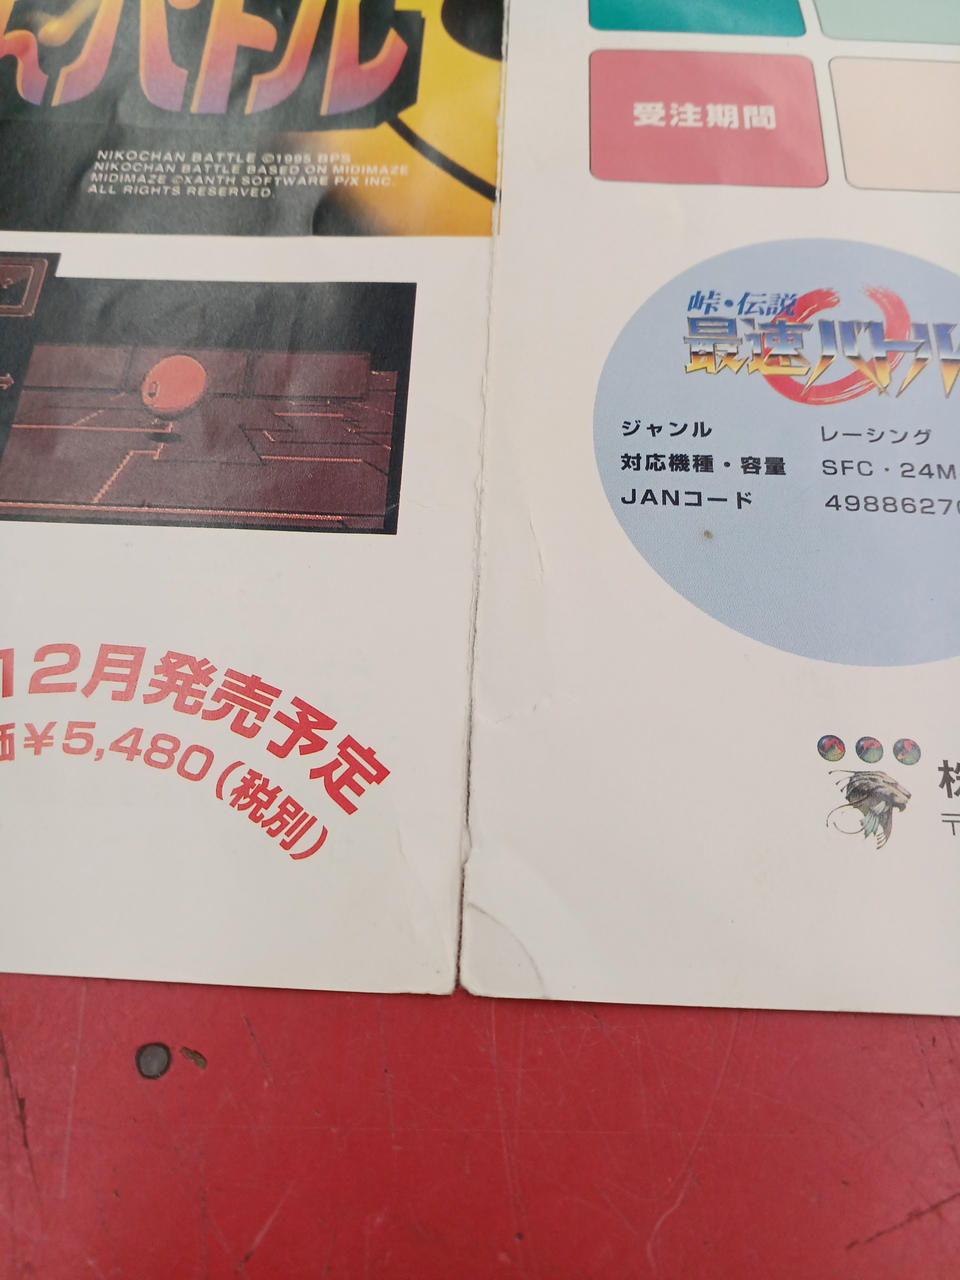 んバトル
NIKOCHAN BATTLE ©1995 BPS
NIKOCHAN BATTLE BASED ON MIDIMAZE
MIDIMAZE ©XANTH SOFTWARE F/X INC.
ALL RIGHTS RESERVED.
12月発売予定
価¥5,480(税別)
受注期間
峠・伝説
最速バトル
ジャンル レーシング
対応機種・容量 SFC・24M
JANコード 49886270
株
〒